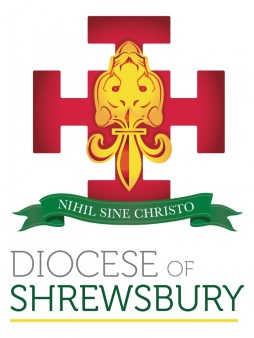 NIHIL SINE CHRISTO
DIOCESE OF
SHREWSBURY